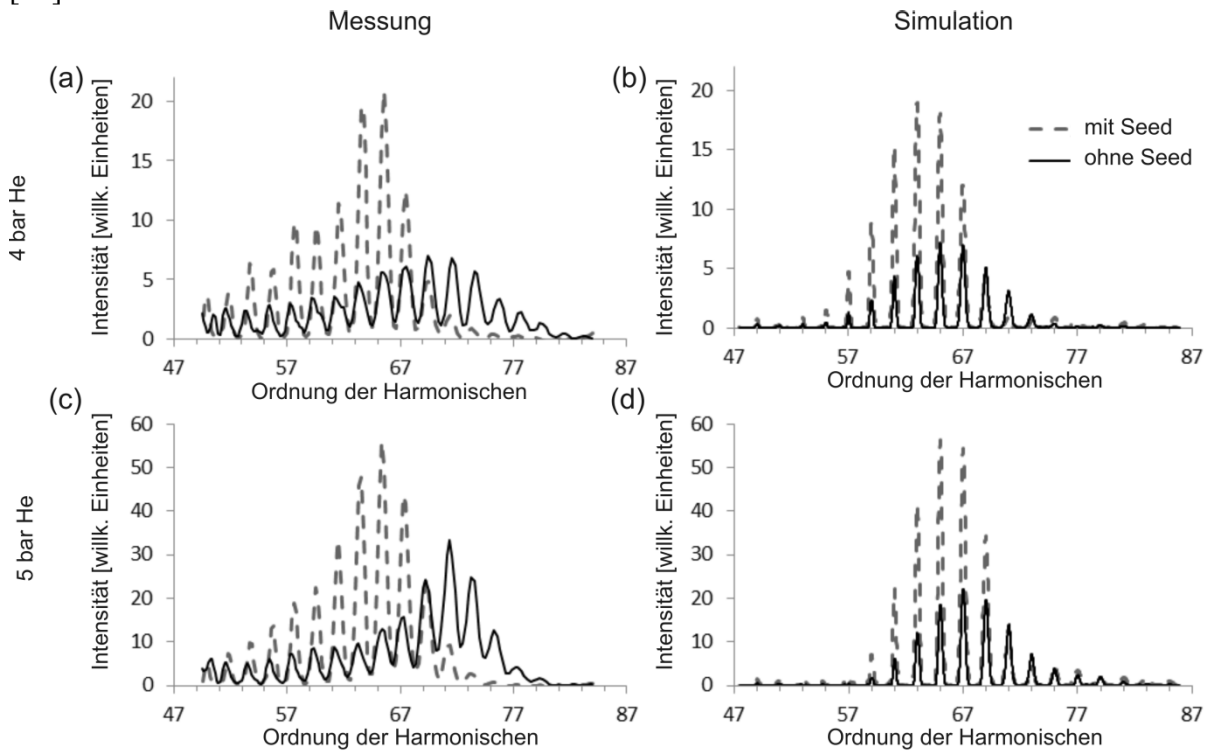 Messung
Simulation
(a)
Intensität [willk. Einheiten]
20
15
10
5
0
47
57
67
77
87
Ordnung der Harmonischen
4 bar He
(b)
Intensität [willk. Einheiten]
20
15
10
5
0
47
57
67
77
87
Ordnung der Harmonischen
mit Seed
ohne Seed
(c)
Intensität [willk. Einheiten]
60
50
40
30
20
10
0
47
57
67
77
87
Ordnung der Harmonischen
5 bar He
(d)
Intensität [willk. Einheiten]
60
50
40
30
20
10
0
47
57
67
77
87
Ordnung der Harmonischen